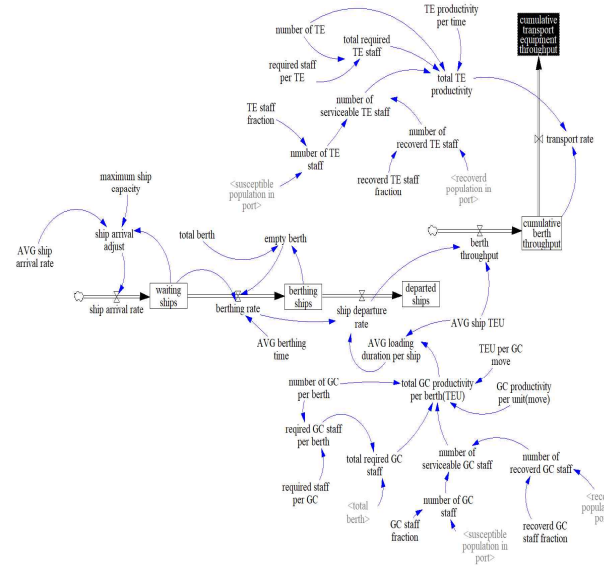 cumulative
transport
equipment
throughput
TE productivity
per time
number of TE
total required
TE staff
required staff
per TE
total TE
productivity
number of
serviceable TE staff
TE staff
fraction
number of
recoverd TE staff
transport rate
nmumber of TE
staff
maximum ship
capacity
<susceptible
population in
port>
recoverd TE staff
fraction
<recoverd
population in
port>
AVG ship
arrival rate
ship arrival
adjust
total berth
empty berth
berth
throughput
cumulative
berth
throughput
ship arrival rate
waiting
ships
berthing rate
berthing
ships
ship departure
rate
departed
ships
AVG berthing
time
AVG loading
duration per ship
AVG ship TEU
TEU per GC
move
number of GC
per berth
total GC productivity
per berth(TEU)
GC productivity
per unit(move)
reqired GC staff
per berth
total reqired GC
staff
number of
serviceable GC staff
number of
recoverd GC staff
required staff
per GC
<total
berth>
number of GC
staff
GC staff
fraction
<susceptible
population in
port>
recoverd GC
staff fraction